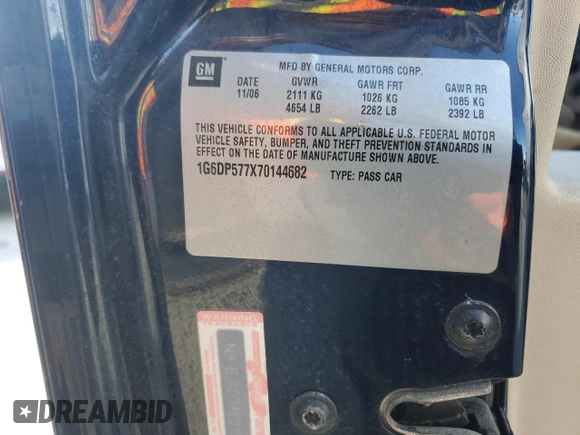 GM
MFD BY GENERAL MOTORS CORP.
DATE GVWR GAWR FRT GAWR RR
11/06 2111 KG 1026 KG 1085 KG
4654 LB 2262 LB 2392 LB
THIS VEHICLE CONFORMS TO ALL APPLICABLE U.S. FEDERAL MOTOR
VEHICLE SAFETY, BUMPER, AND THEFT PREVENTION STANDARDS IN
EFFECT ON THE DATE OF MANUFACTURE SHOWN ABOVE.
1G6DP577X70144682 TYPE: PASS CAR
WARNING
DREAMBID